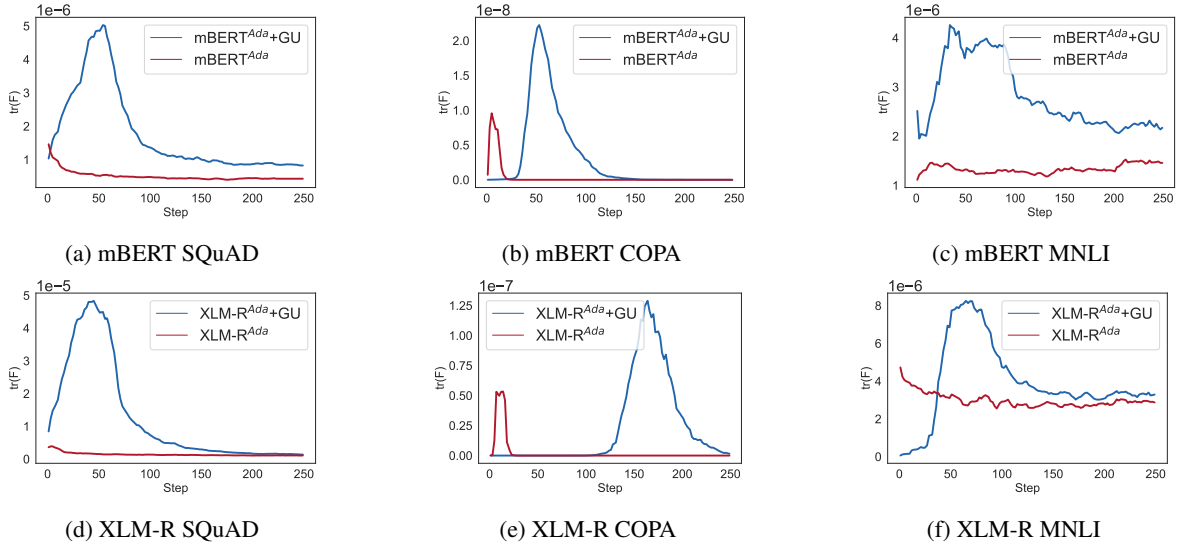 1e−6
5
4
3
2
1
tr(F)
0 50 100 150 200 250
Step
mBERT^Ada+GU
mBERT^Ada
(a) mBERT SQuAD
1e−8
2.0
1.5
1.0
0.5
0.0
tr(F)
0 50 100 150 200 250
Step
mBERT^Ada+GU
mBERT^Ada
(b) mBERT COPA
1e−6
4
3
2
1
tr(F)
0 50 100 150 200 250
Step
mBERT^Ada+GU
mBERT^Ada
(c) mBERT MNLI
1e−5
5
4
3
2
1
0
tr(F)
0 50 100 150 200 250
Step
XLM-R^Ada+GU
XLM-R^Ada
(d) XLM-R SQuAD
1e−7
1.25
1.00
0.75
0.50
0.25
0.00
tr(F)
0 50 100 150 200 250
Step
XLM-R^Ada+GU
XLM-R^Ada
(e) XLM-R COPA
1e−6
8
6
4
2
0
tr(F)
0 50 100 150 200 250
Step
XLM-R^Ada+GU
XLM-R^Ada
(f) XLM-R MNLI